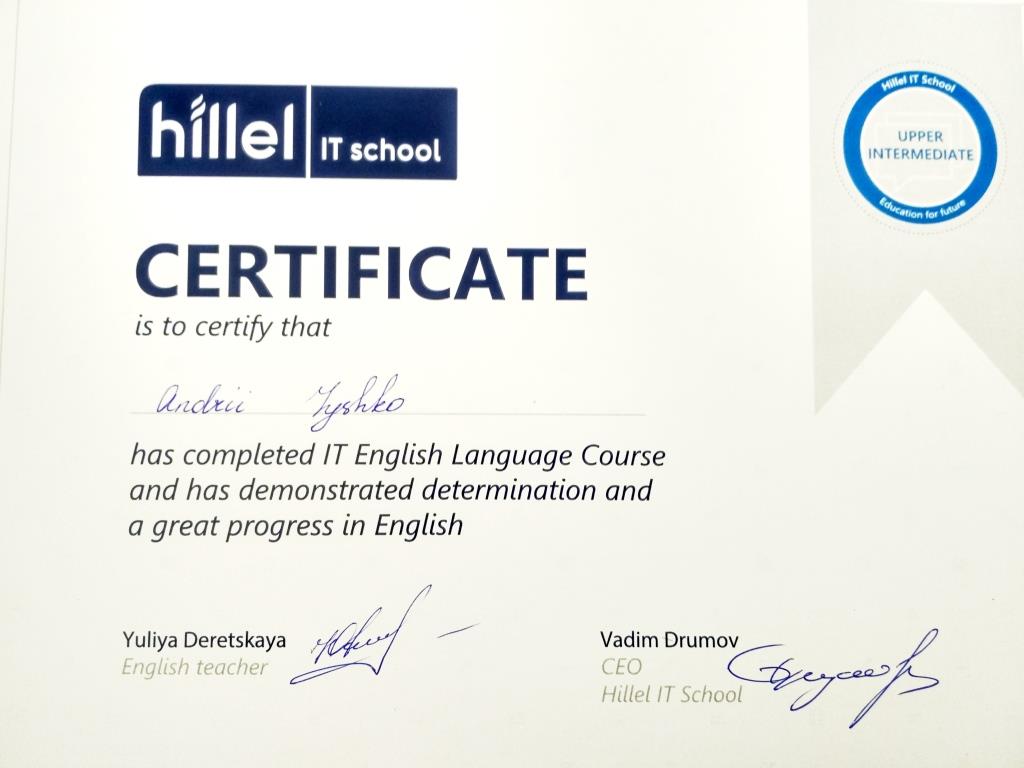 hillel IT school
Hillel IT School
UPPER
INTERMEDIATE
Education for future
CERTIFICATE
is to certify that
Andrii
has completed IT English Language Course
and has demonstrated determination and
a great progress in English
Yuliya Deretskaya
English teacher
Vadim Drumov
CEO
Hillel IT School